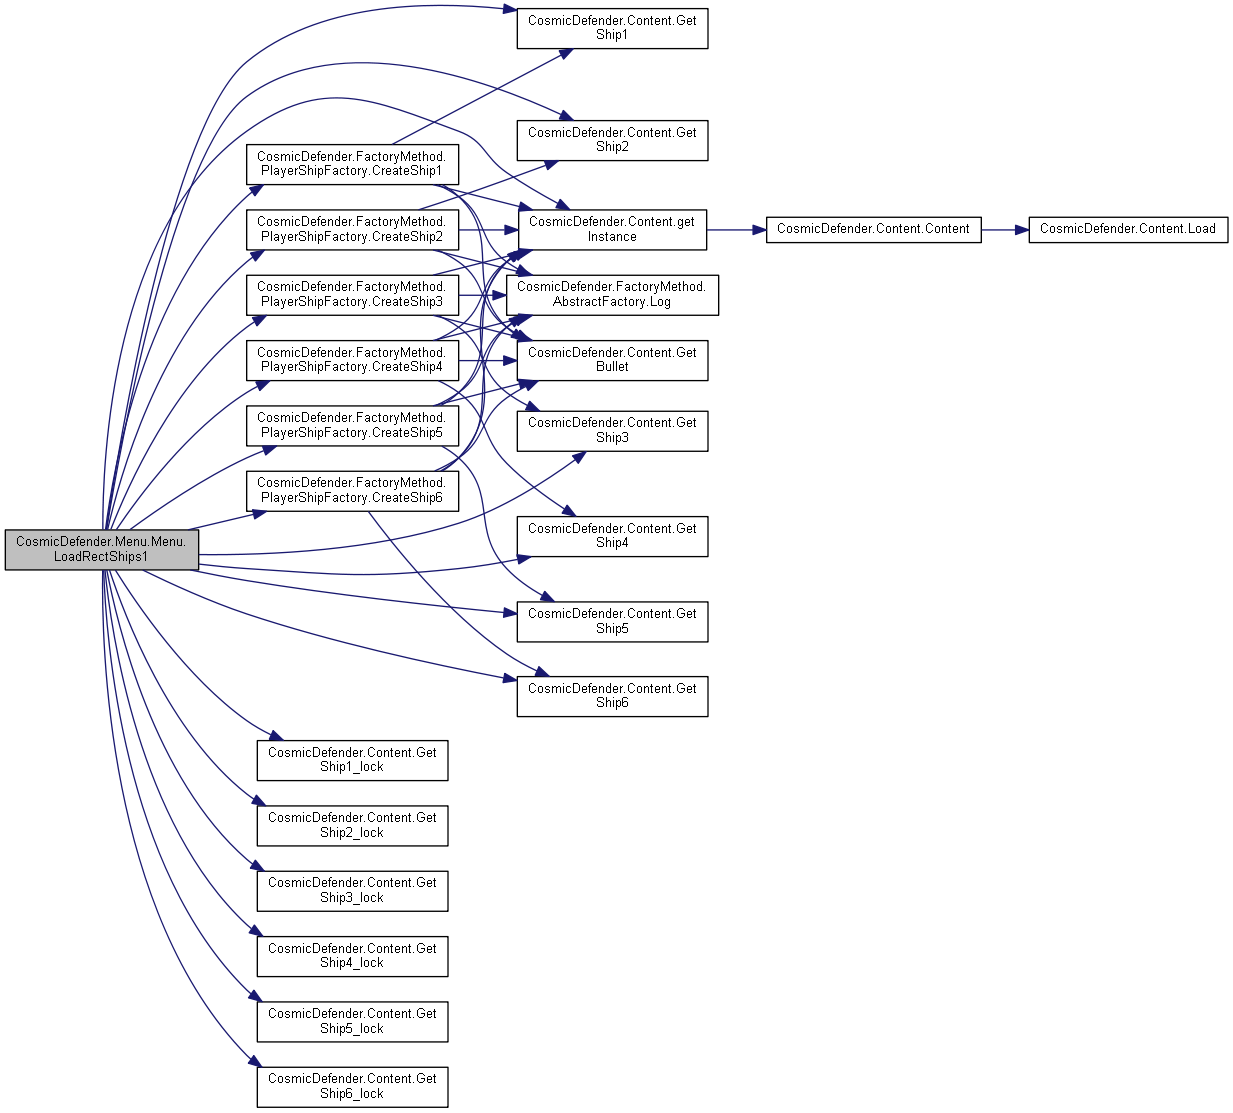 CosmicDefender.Content.Get
Ship1
CosmicDefender.Content.Get
Ship2
CosmicDefender.FactoryMethod.
PlayerShipFactory.CreateShip1
CosmicDefender.FactoryMethod.
PlayerShipFactory.CreateShip2
CosmicDefender.Content.get
Instance
CosmicDefender.Content.Content
CosmicDefender.Content.Load
CosmicDefender.FactoryMethod.
PlayerShipFactory.CreateShip3
CosmicDefender.FactoryMethod.
AbstractFactory.Log
CosmicDefender.FactoryMethod.
PlayerShipFactory.CreateShip4
CosmicDefender.Content.Get
Bullet
CosmicDefender.FactoryMethod.
PlayerShipFactory.CreateShip5
CosmicDefender.Content.Get
Ship3
CosmicDefender.FactoryMethod.
PlayerShipFactory.CreateShip6
CosmicDefender.Menu.Menu.
LoadRectShips1
CosmicDefender.Content.Get
Ship4
CosmicDefender.Content.Get
Ship5
CosmicDefender.Content.Get
Ship6
CosmicDefender.Content.Get
Ship1_lock
CosmicDefender.Content.Get
Ship2_lock
CosmicDefender.Content.Get
Ship3_lock
CosmicDefender.Content.Get
Ship4_lock
CosmicDefender.Content.Get
Ship5_lock
CosmicDefender.Content.Get
Ship6_lock